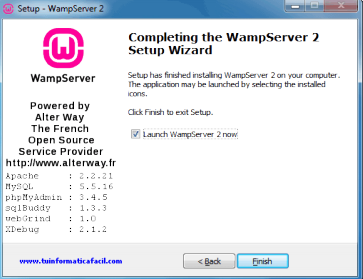 Setup - WampServer 2
WampServer
Powered by
Alter Way
The French
Open Source
Service Provider
http://www.alterway.fr
Apache : 2.2.21
MySQL : 5.5.16
phpMyAdmin : 3.4.5
sqlBuddy : 1.3.3
webGrind : 1.0
XDebug : 2.1.2
www.tuinformaticafacil.com
Completing the WampServer 2
Setup Wizard
Setup has finished installing WampServer 2 on your computer.
The application may be launched by selecting the installed
icons.
Click Finish to exit Setup.
Launch WampServer 2 now
< Back
Finish